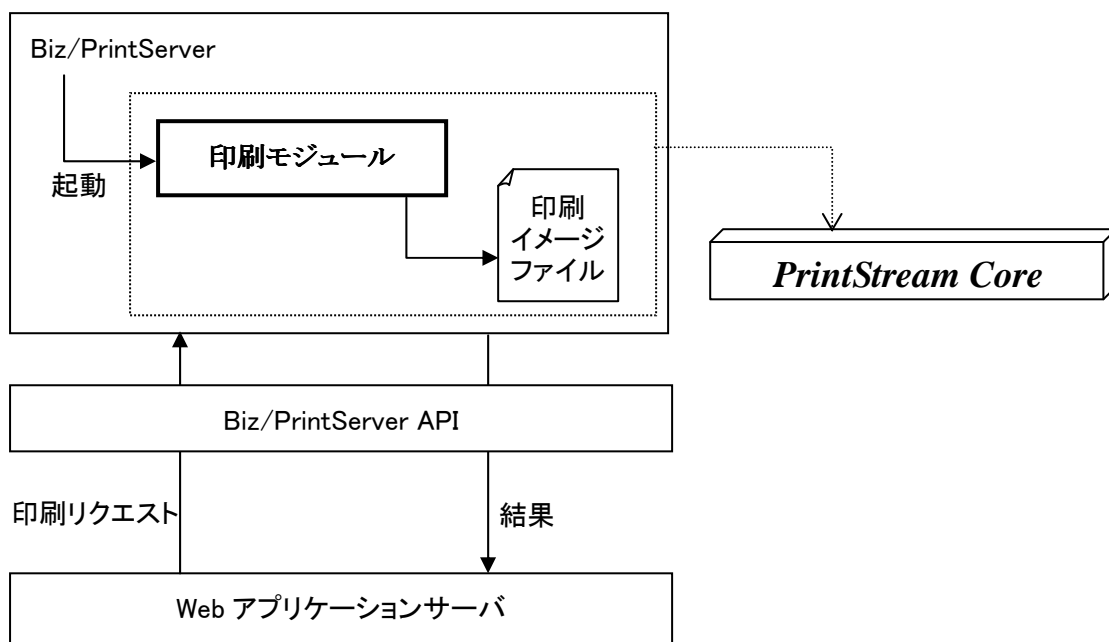 Biz/PrintServer
印刷モジュール
起動
印刷
イメージ
ファイル
PrintStream Core
Biz/PrintServer API
印刷リクエスト
結果
Web アプリケーションサーバ